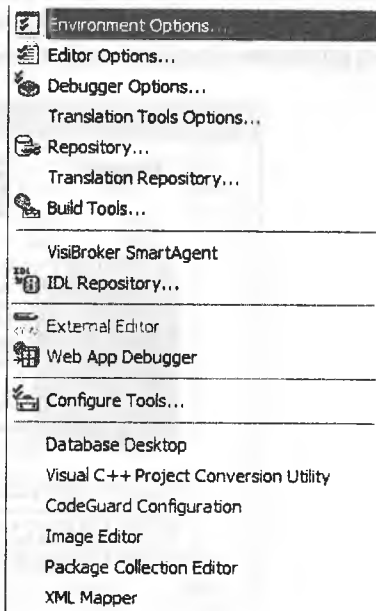 Environment Options...
Editor Options...
Debugger Options...
Translation Tools Options...
Repository...
Translation Repository...
Build Tools...
VisiBroker SmartAgent
IDL Repository...
External Editor
Web App Debugger
Configure Tools...
Database Desktop
Visual C++ Project Conversion Utility
CodeGuard Configuration
Image Editor
Package Collection Editor
XML Mapper